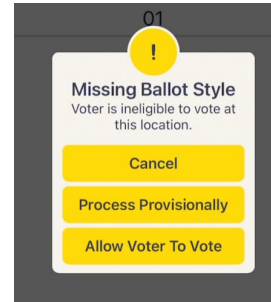 01
!
Missing Ballot Style
Voter is ineligible to vote at
this location.
Cancel
Process Provisionally
Allow Voter To Vote